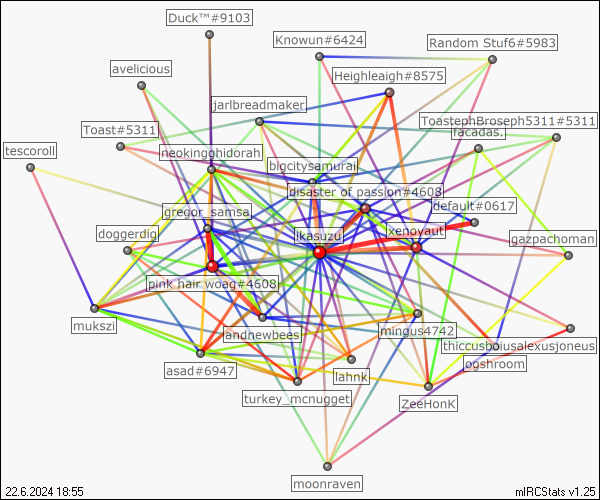 Duck™#9103
Knowun#6424
Random Stuf6#5983
avelicious
Heighleaigh#8575
jarlbreadmaker
ToastephBroseph5311#5311
Toast#5311
facadas.
tescoroll
neokingghidorah
bigcitysamurai
disaster of passion#4608
default#0617
gregor_samsa
doggerdig
jkasuzu
xenoyaut
gazpachoman
pink hair woag#4608
mukszi
landnewbees
mingus4742
thiccusboiusalexusjoneus
asad#6947
lahnk
ogshroom
turkey_mcnugget
ZeeHonK
moonraven
22.6.2024 18:55
mIRCStats v1.25